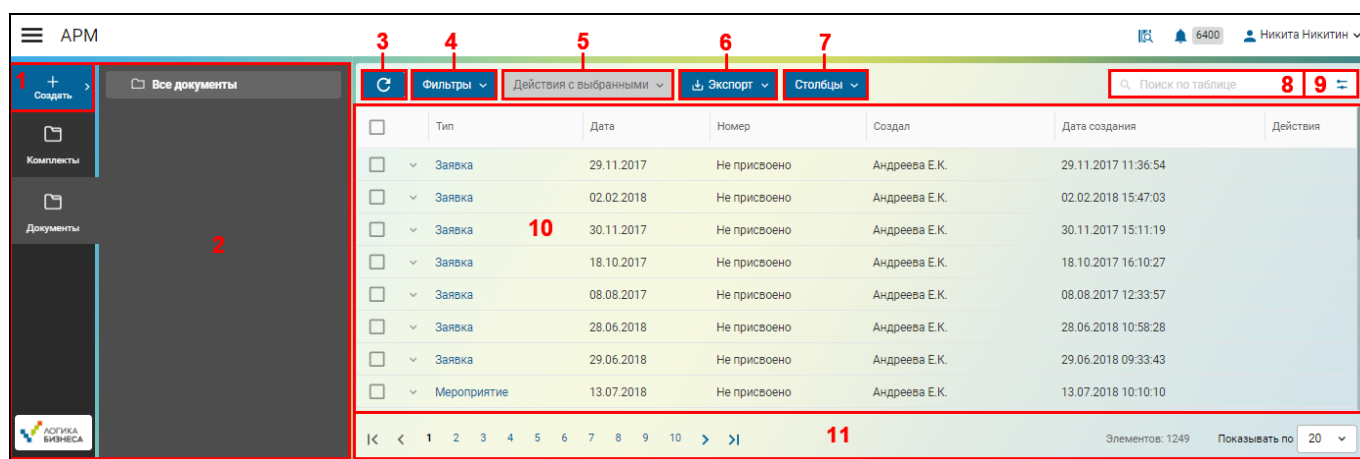 АРМ
6400
Никита Никитин
3 4 5 6 7
1 Создать
Все документы
Фильтры
Действия с выбранными
Экспорт
Столбцы
Поиск по таблице
8 9
Комплекты
Документы
2
Тип Дата Номер Создал Дата создания Действия
Заявка 29.11.2017 Не присвоено Андреева Е.К. 29.11.2017 11:36:54
Заявка 02.02.2018 Не присвоено Андреева Е.К. 02.02.2018 15:47:03
Заявка 10 30.11.2017 Не присвоено Андреева Е.К. 30.11.2017 15:11:19
Заявка 18.10.2017 Не присвоено Андреева Е.К. 18.10.2017 16:10:27
Заявка 08.08.2017 Не присвоено Андреева Е.К. 08.08.2017 12:33:57
Заявка 28.06.2018 Не присвоено Андреева Е.К. 28.06.2018 10:58:28
Заявка 29.06.2018 Не присвоено Андреева Е.К. 29.06.2018 09:33:43
Мероприятие 13.07.2018 Не присвоено Андреева Е.К. 13.07.2018 10:10:10
ЛОГИКА
БИЗНЕСА
1 2 3 4 5 6 7 8 9 10 11 Элементов: 1249 Показывать по 20